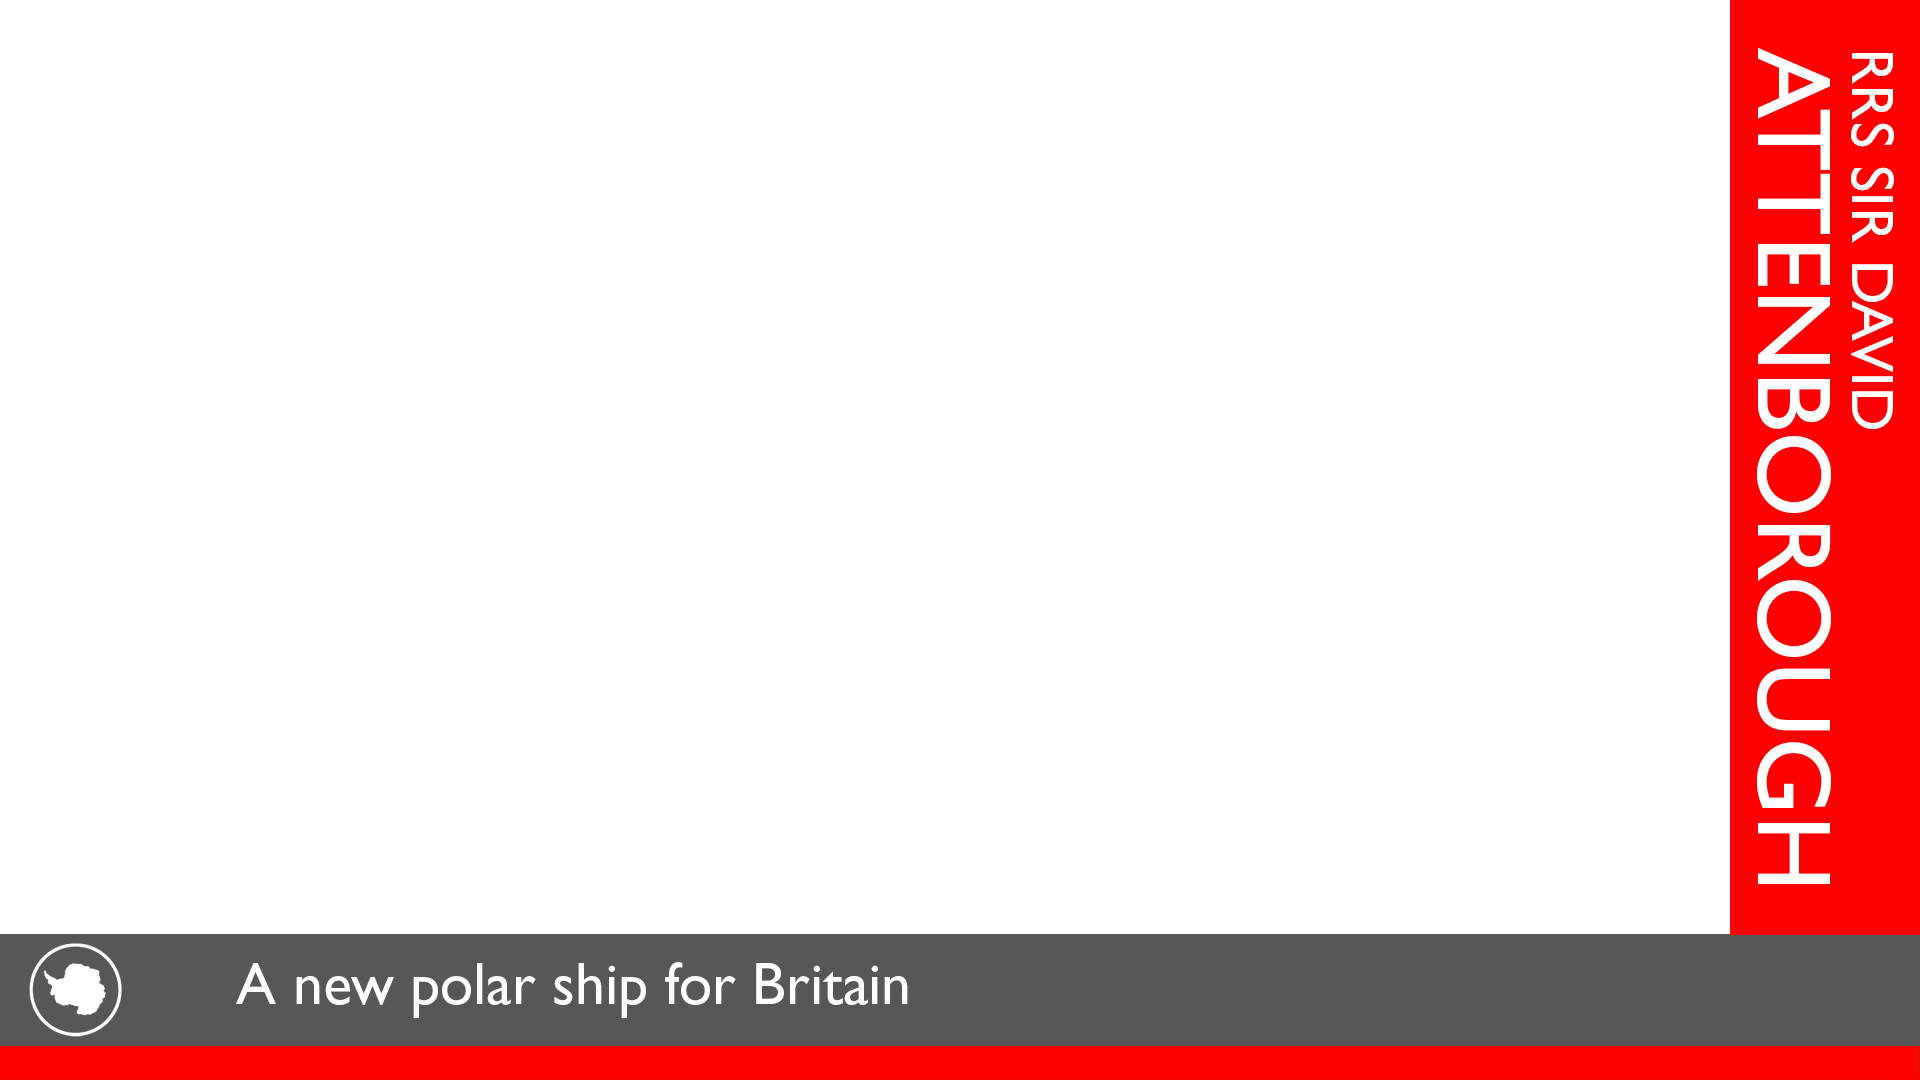 RRS SIR DAVID
ATTENBOROUGH
A new polar ship for Britain